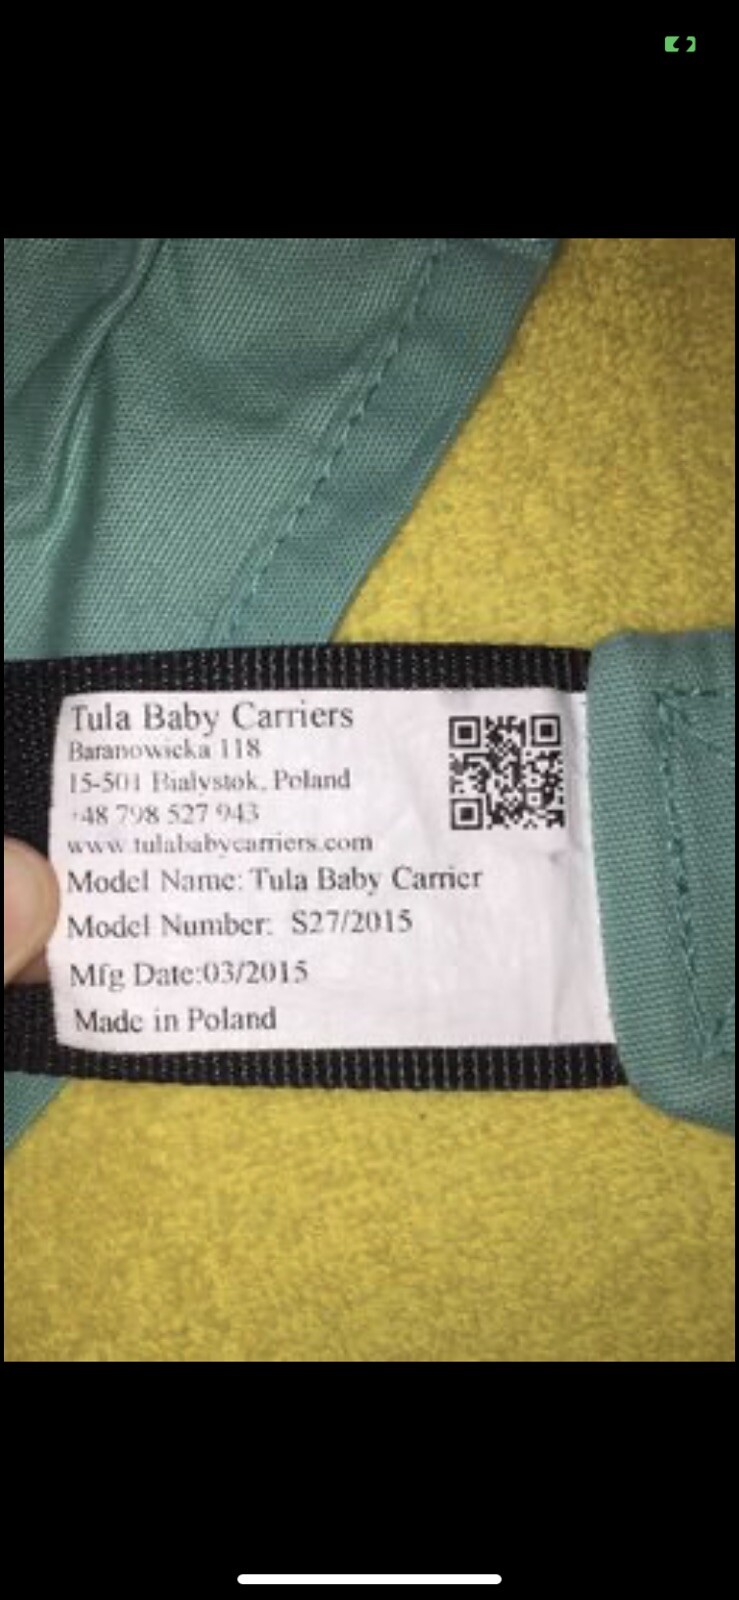 Tula Baby Carriers
Baranowicka 118
15-501 Bialystok, Poland
+48 798 527 943
www.tulababycarriers.com
Model Name: Tula Baby Carrier
Model Number: S27/2015
Mfg Date:03/2015
Made in Poland